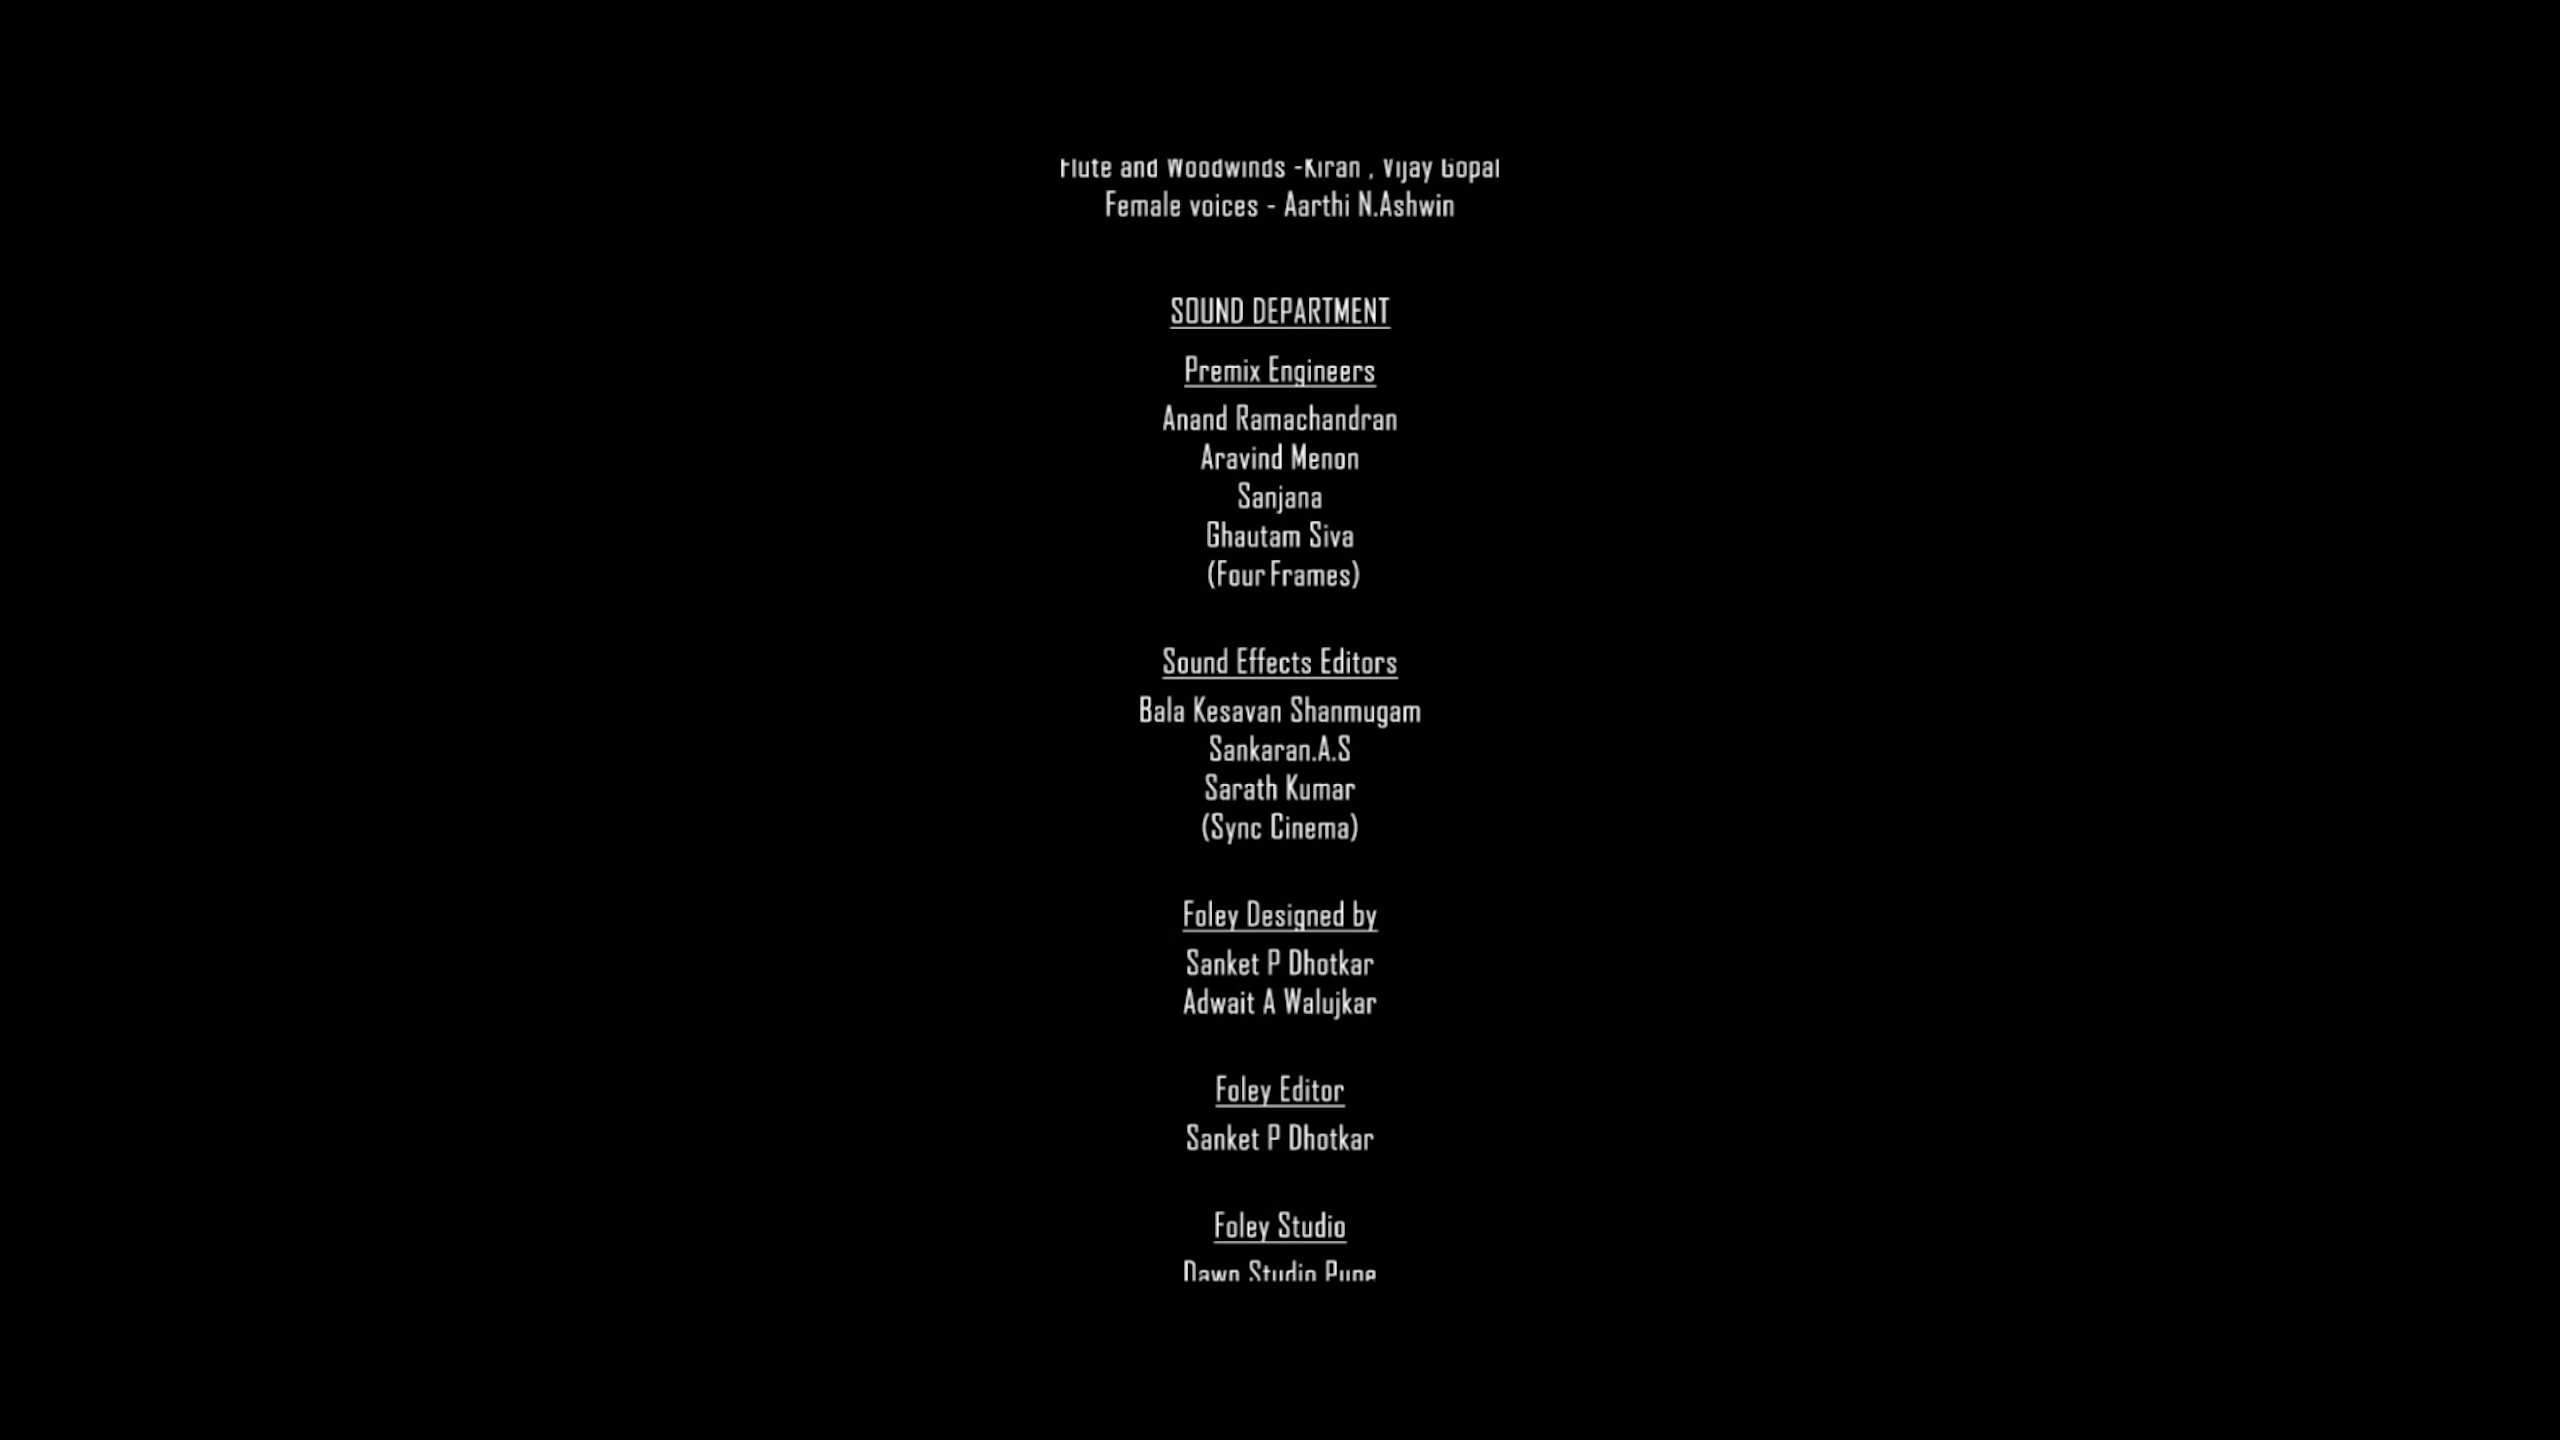 Flute and Woodwinds -Kiran , Vijay Gopal
Female voices - Aarthi N.Ashwin
SOUND DEPARTMENT
Premix Engineers
Anand Ramachandran
Aravind Menon
Sanjana
Ghautam Siva
(Four Frames)
Sound Effects Editors
Bala Kesavan Shanmugam
Sankaran.A.S
Sarath Kumar
(Sync Cinema)
Foley Designed by
Sanket P Dhotkar
Adwait A Walujkar
Foley Editor
Sanket P Dhotkar
Foley Studio
Dawn Studio Pune